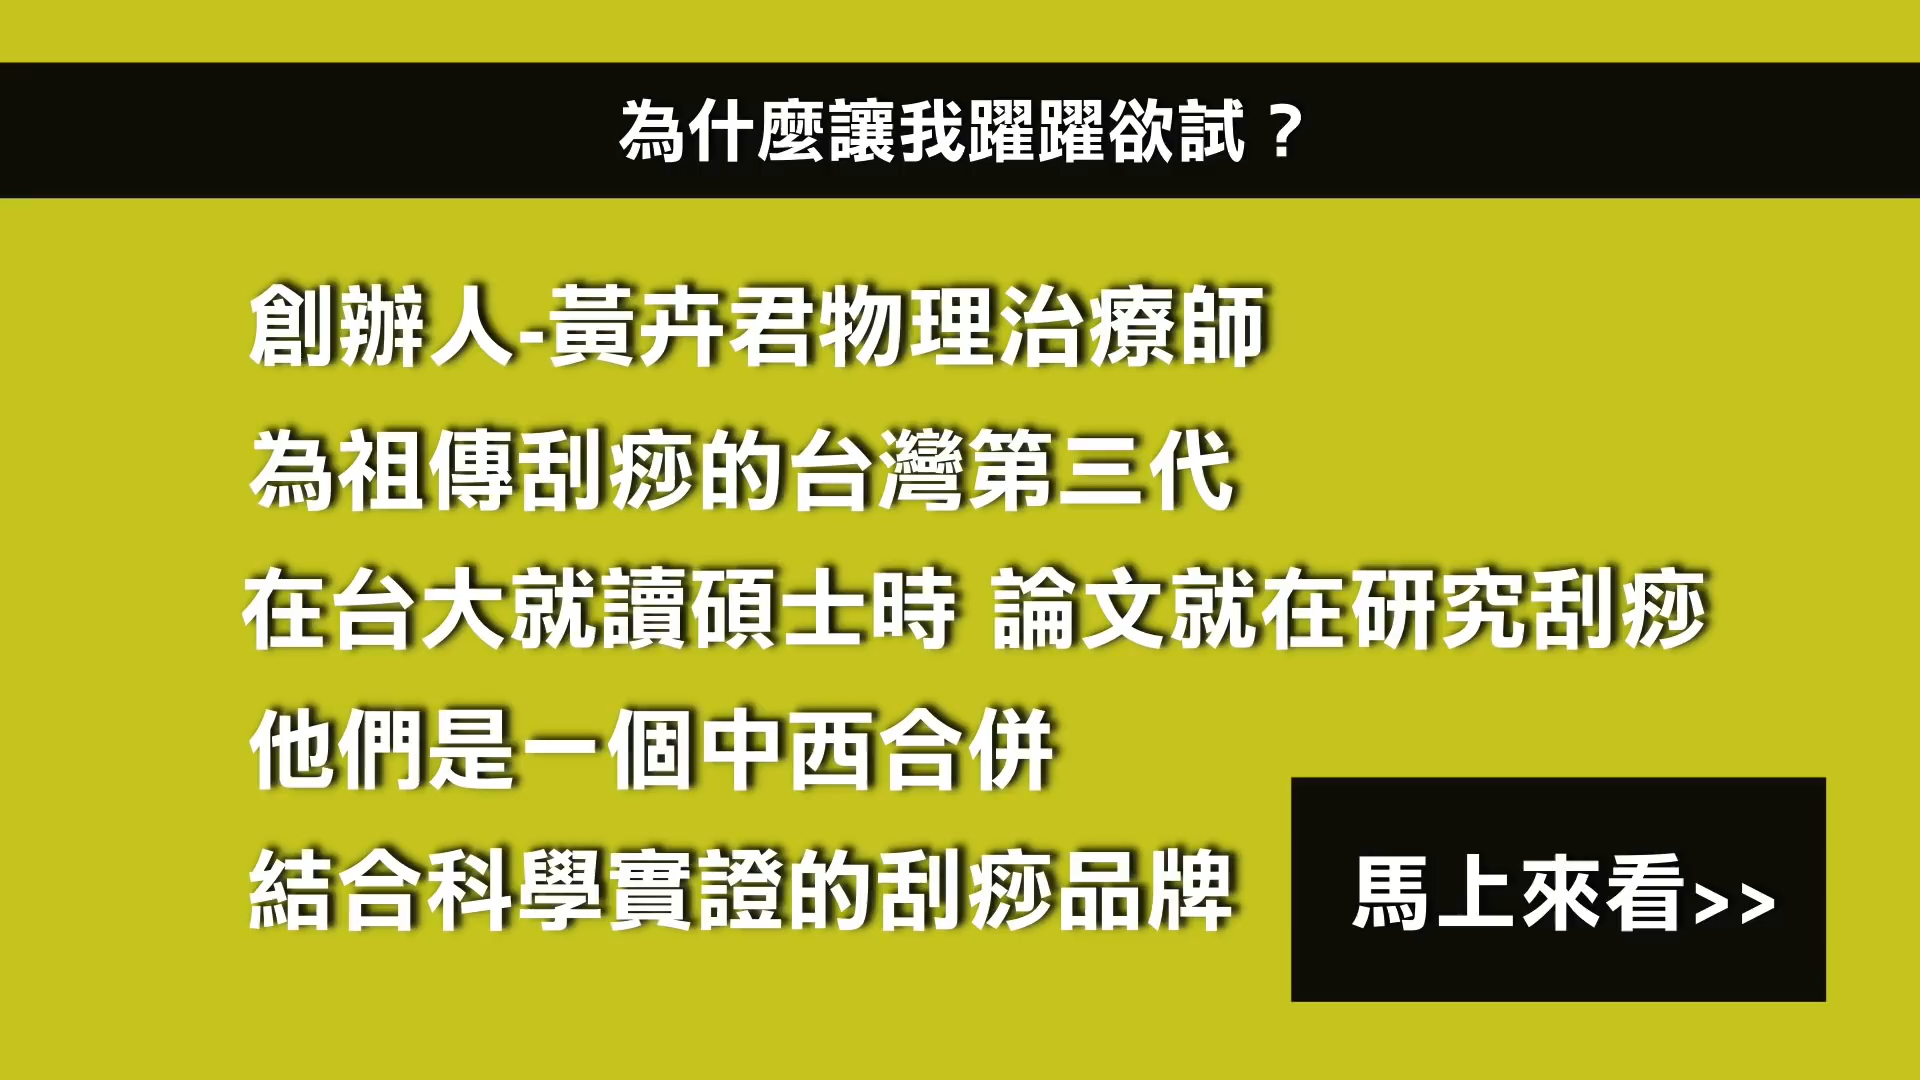 為什麼讓我躍躍欲試？
創辦人-黃卉君物理治療師
為祖傳刮痧的台灣第三代
在台大就讀碩士時 論文就在研究刮痧
他們是一個中西合併
結合科學實證的刮痧品牌
馬上來看>>